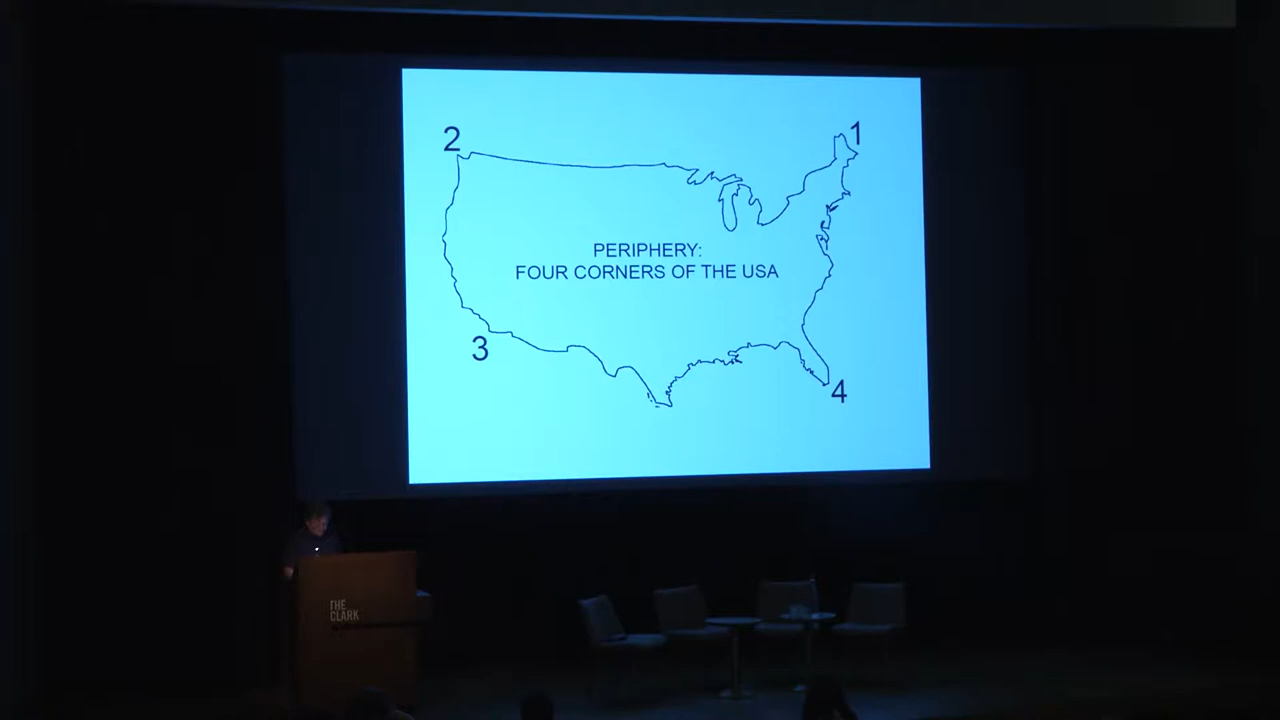 2
1
PERIPHERY:
FOUR CORNERS OF THE USA
3
4
THE
CLARK